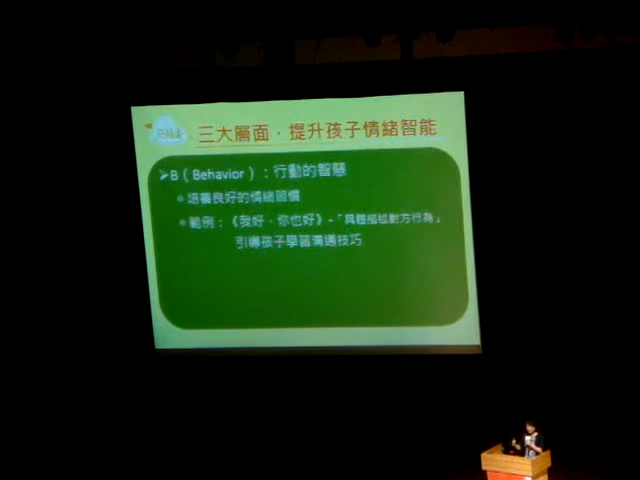 三大層面．提升孩子情緒智能
➢B（Behavior）：行動的智慧
•培養良好的情緒習慣
•範例：《我好．你也好》-「具體描述對方行為」
引導孩子學習溝通技巧